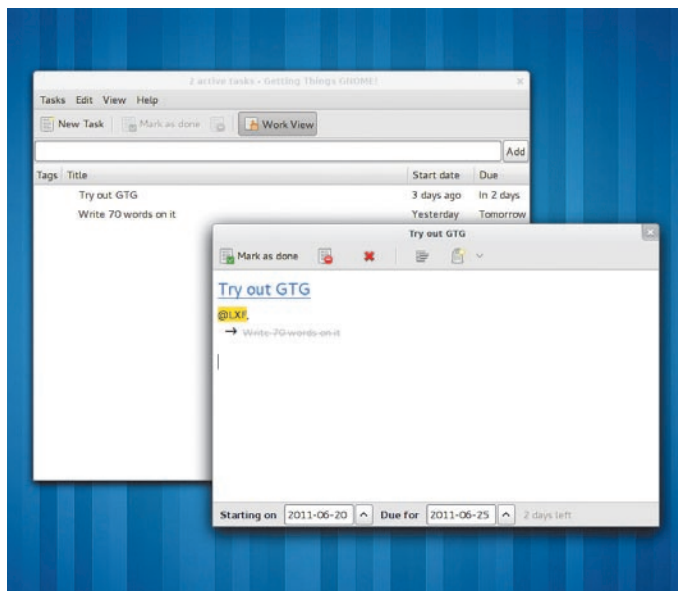 2 active tasks - Getting Things GNOME!
Tasks Edit View Help
New Task Mark as done Work View
Add
Tags Title Start date Due
Try out GTG 3 days ago In 2 days
Write 70 words on it Yesterday Tomorrow
Try out GTG
Mark as done
Try out GTG
@LXF,
→ Write 70 words on it
Starting on 2011-06-20 Due for 2011-06-25 2 days left